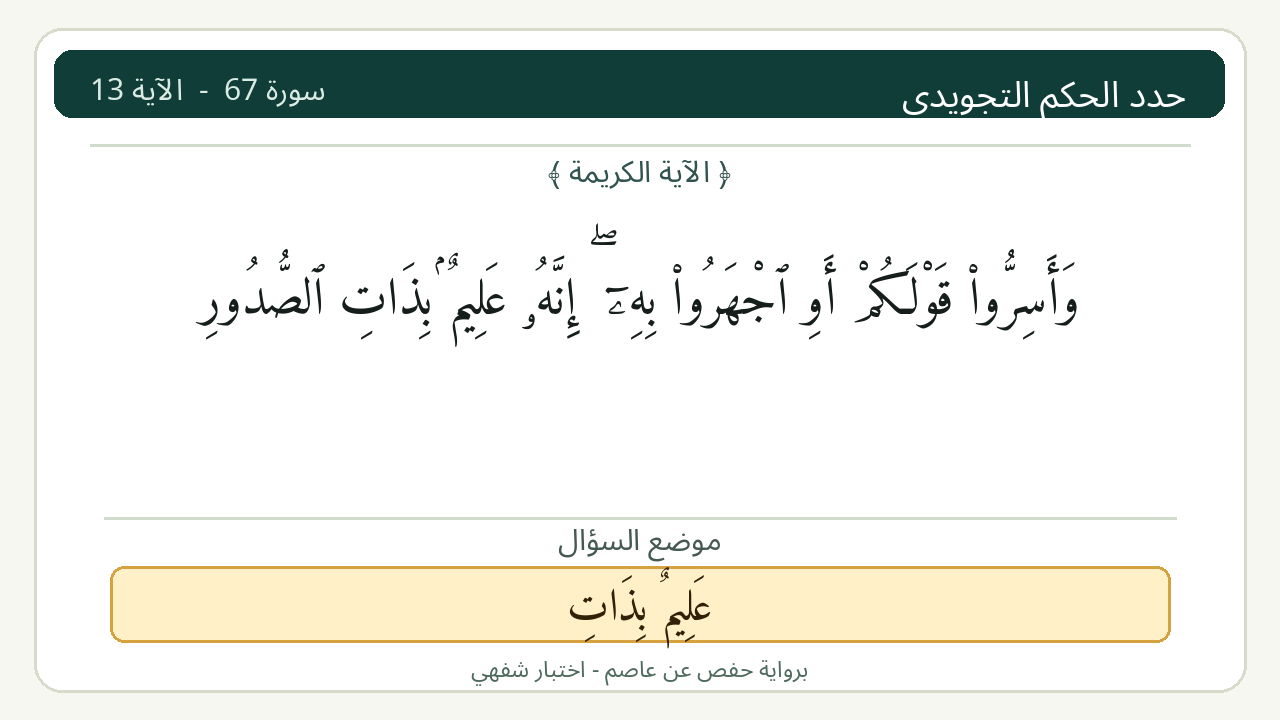 حدد الحكم التجويدى
سورة 67 - الآية 13
﴿ الآية الكريمة ﴾
وَأَسِرُّوا۟ قَوْلَكُمْ أَوِ ٱجْهَرُوا۟ بِهِۦٓ ۖ إِنَّهُۥ عَلِيمٌۢ بِذَاتِ ٱلصُّدُورِ
موضع السؤال
عَلِيمٌ بِذَاتِ
برواية حفص عن عاصم - اختبار شفهي